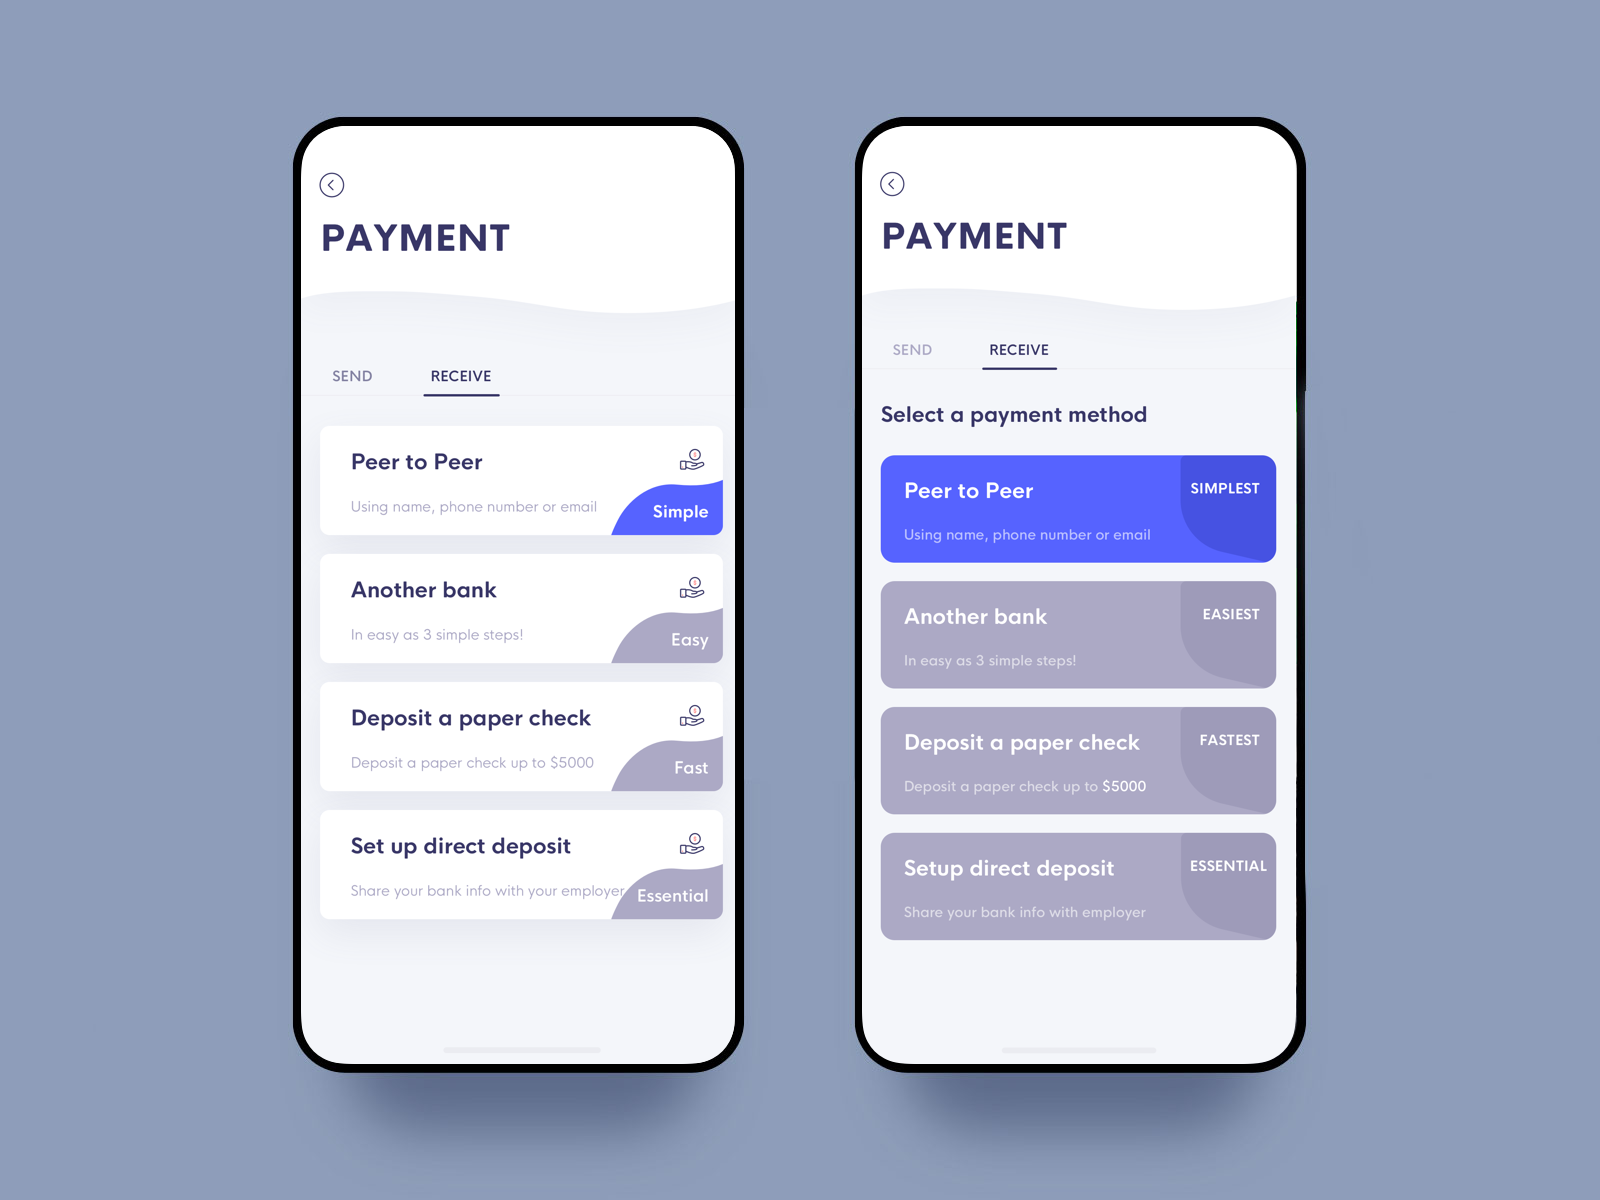 PAYMENT
SEND RECEIVE
Peer to Peer
Using name, phone number or email
Simple
Another bank
In easy as 3 simple steps!
Easy
Deposit a paper check
Deposit a paper check up to $5000
Fast
Set up direct deposit
Share your bank info with your employer
Essential
PAYMENT
SEND RECEIVE
Select a payment method
Peer to Peer
SIMPLEST
Using name, phone number or email
Another bank
EASIEST
In easy as 3 simple steps!
Deposit a paper check
FASTEST
Deposit a paper check up to $5000
Setup direct deposit
ESSENTIAL
Share your bank info with employer